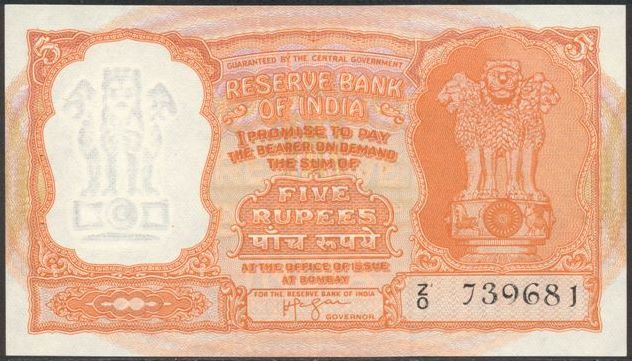 5
5
GUARANTEED BY THE CENTRAL GOVERNMENT
RESERVE BANK
OF INDIA
I PROMISE TO PAY
THE BEARER ON DEMAND
THE SUM OF
FIVE
RUPEES
पाँच रूपये
AT THE OFFICE OF ISSUE
AT BOMBAY
FOR THE RESERVE BANK OF INDIA
GOVERNOR
Z/0 739681